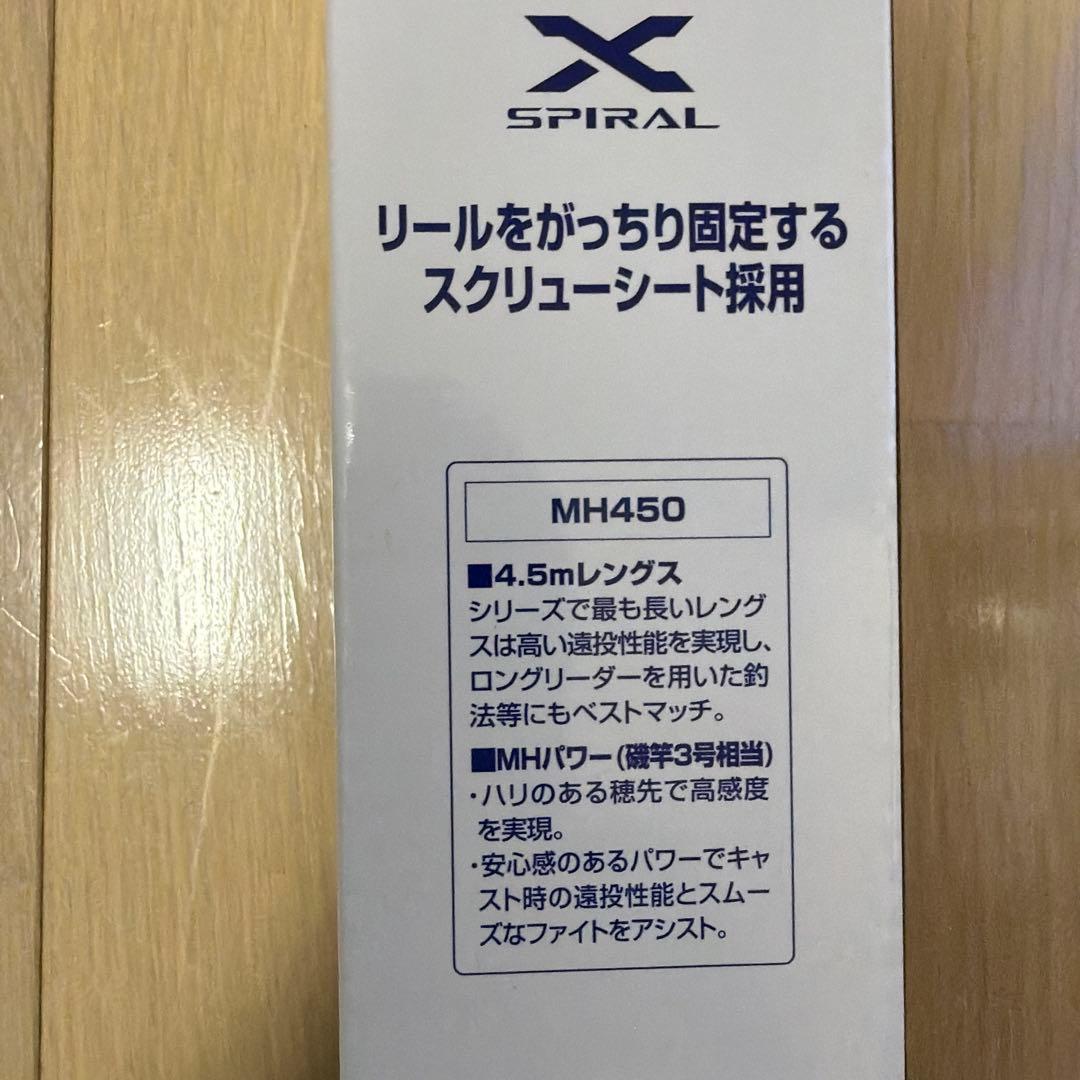 X
SPIRAL
リールをがっちり固定する
スクリューシート採用
MH450
■4.5mレングス
シリーズで最も長いレング
スは高い遠投性能を実現し、
ロングリーダーを用いた釣
法等にもベストマッチ。
■MHパワー(磯竿3号相当)
・ハリのある穂先で高感度
を実現。
・安心感のあるパワーでキャ
スト時の遠投性能とスムー
ズなファイトをアシスト。